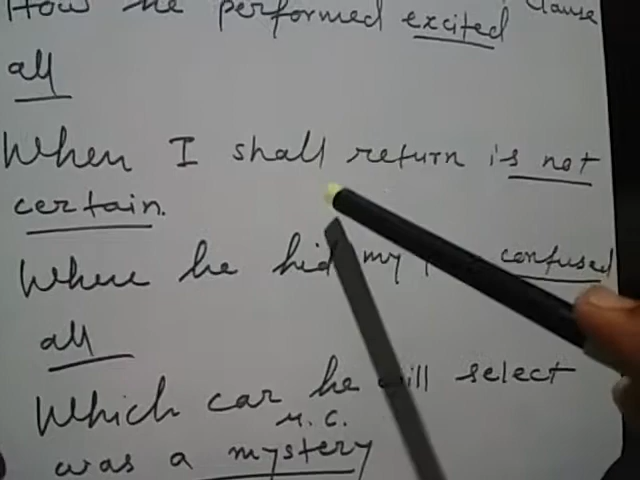 How he performed excited
clause
all
When I shall return is not
certain.
Where he hid my confused
all
Which car he will select
M.C.
was a mystery